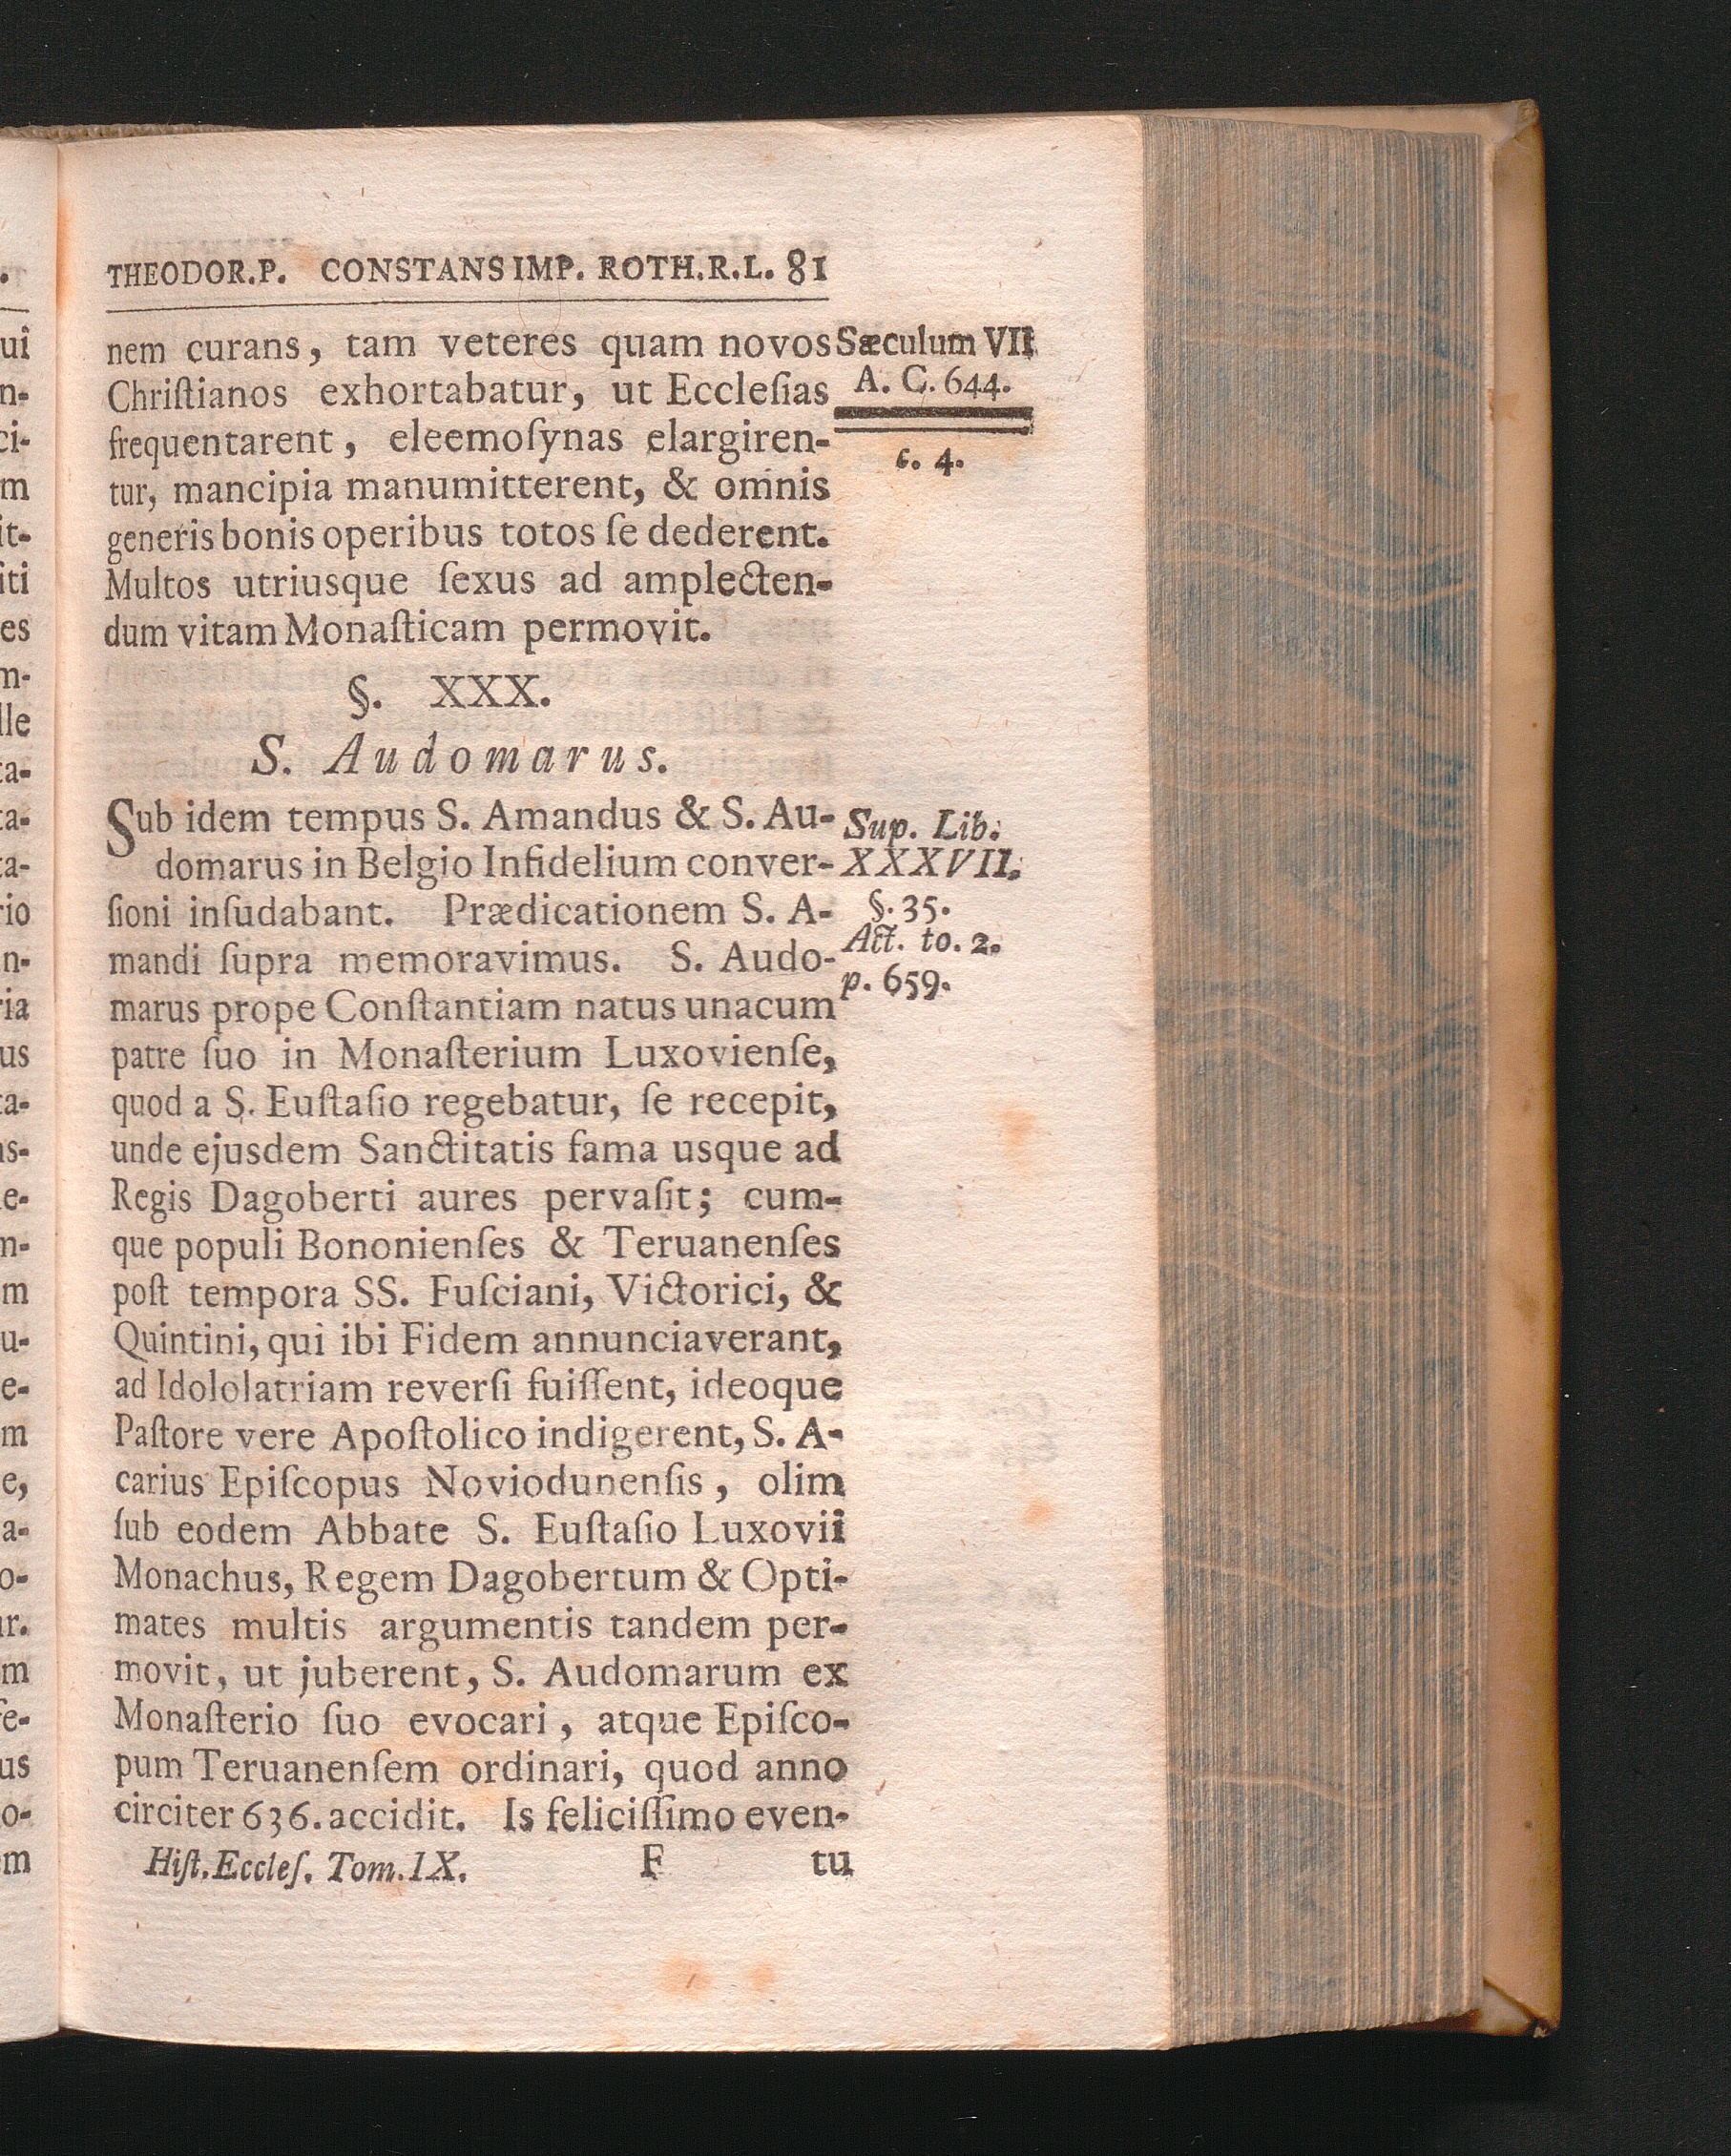 THEODOR.P. CONSTANS IMP. ROTH.R.L. 81
nem curans, tam veteres quam novos
Chriſtianos exhortabatur, ut Eccleſias
frequentarent, eleemoſynas elargiren-
tur, mancipia manumitterent, & omnis
generis bonis operibus totos ſe dederent.
Multos utriusque ſexus ad amplecten-
dum vitam Monaſticam permovit.
Sæculum VII
A. C. 644.
c. 4.
§. XXX.
S. Audomarus.
Sub idem tempus S. Amandus & S. Au-
domarus in Belgio Infidelium conver-
ſioni inſudabant. Prædicationem S. A-
mandi ſupra memoravimus. S. Audo-
marus prope Conſtantiam natus unacum
patre ſuo in Monaſterium Luxovienſe,
quod a S. Euſtaſio regebatur, ſe recepit,
unde ejusdem Sanctitatis fama usque ad
Regis Dagoberti aures pervaſit; cum-
que populi Bononienſes & Teruanenſes
poſt tempora SS. Fuſciani, Victorici, &
Quintini, qui ibi Fidem annunciaverant,
ad Idololatriam reverſi fuiſſent, ideoque
Paſtore vere Apoſtolico indigerent, S. A-
carius Epiſcopus Noviodunenſis, olim
ſub eodem Abbate S. Euſtaſio Luxovii
Monachus, Regem Dagobertum & Opti-
mates multis argumentis tandem per-
movit, ut juberent, S. Audomarum ex
Monaſterio ſuo evocari, atque Epiſco-
pum Teruanenſem ordinari, quod anno
circiter 636. accidit. Is feliciſſimo even-
Sup. Lib.
XXXVII.
§. 35.
Act. to. 2.
p. 659.
Hiſt. Eccleſ. Tom. IX. F tu